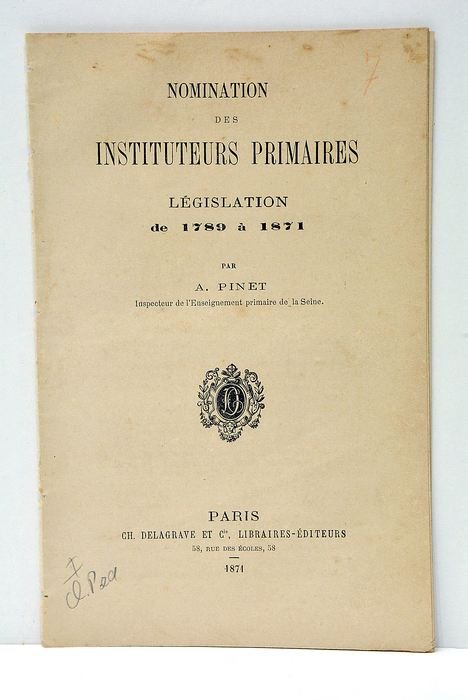 7
NOMINATION
DES
INSTITUTEURS PRIMAIRES
LÉGISLATION
de 1789 à 1871
PAR
A. PINET
Inspecteur de l'Enseignement primaire de la Seine.
PARIS
CH. DELAGRAVE ET Cie, LIBRAIRES-ÉDITEURS
58, RUE DES ÉCOLES, 58
1871